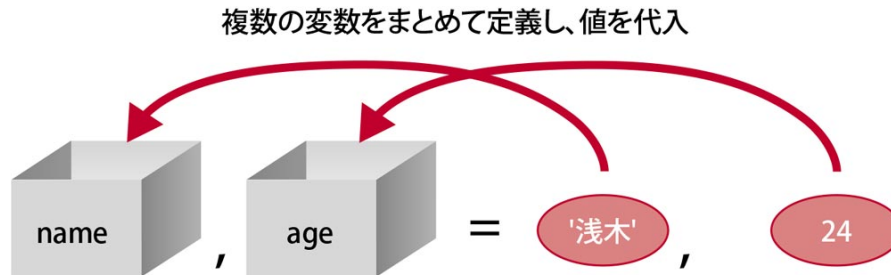 複数の変数をまとめて定義し、値を代入
name , age = '浅木' , 24